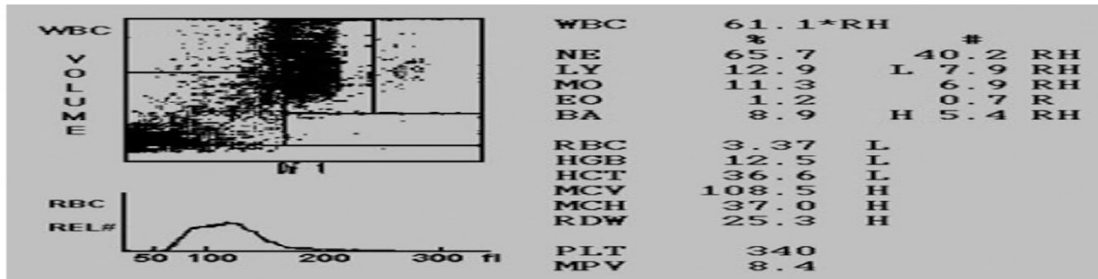 WBC
VOLUME
DF 1
RBC
REL#
50 100 200 300 fl
WBC 61.1*RH
% #
NE 65.7 40.2 RH
LY 12.9 L 7.9 RH
MO 11.3 6.9 RH
EO 1.2 0.7 R
BA 8.9 H 5.4 RH
RBC 3.37 L
HGB 12.5 L
HCT 36.6 L
MCV 108.5 H
MCH 37.0 H
RDW 25.3 H
PLT 340
MPV 8.4